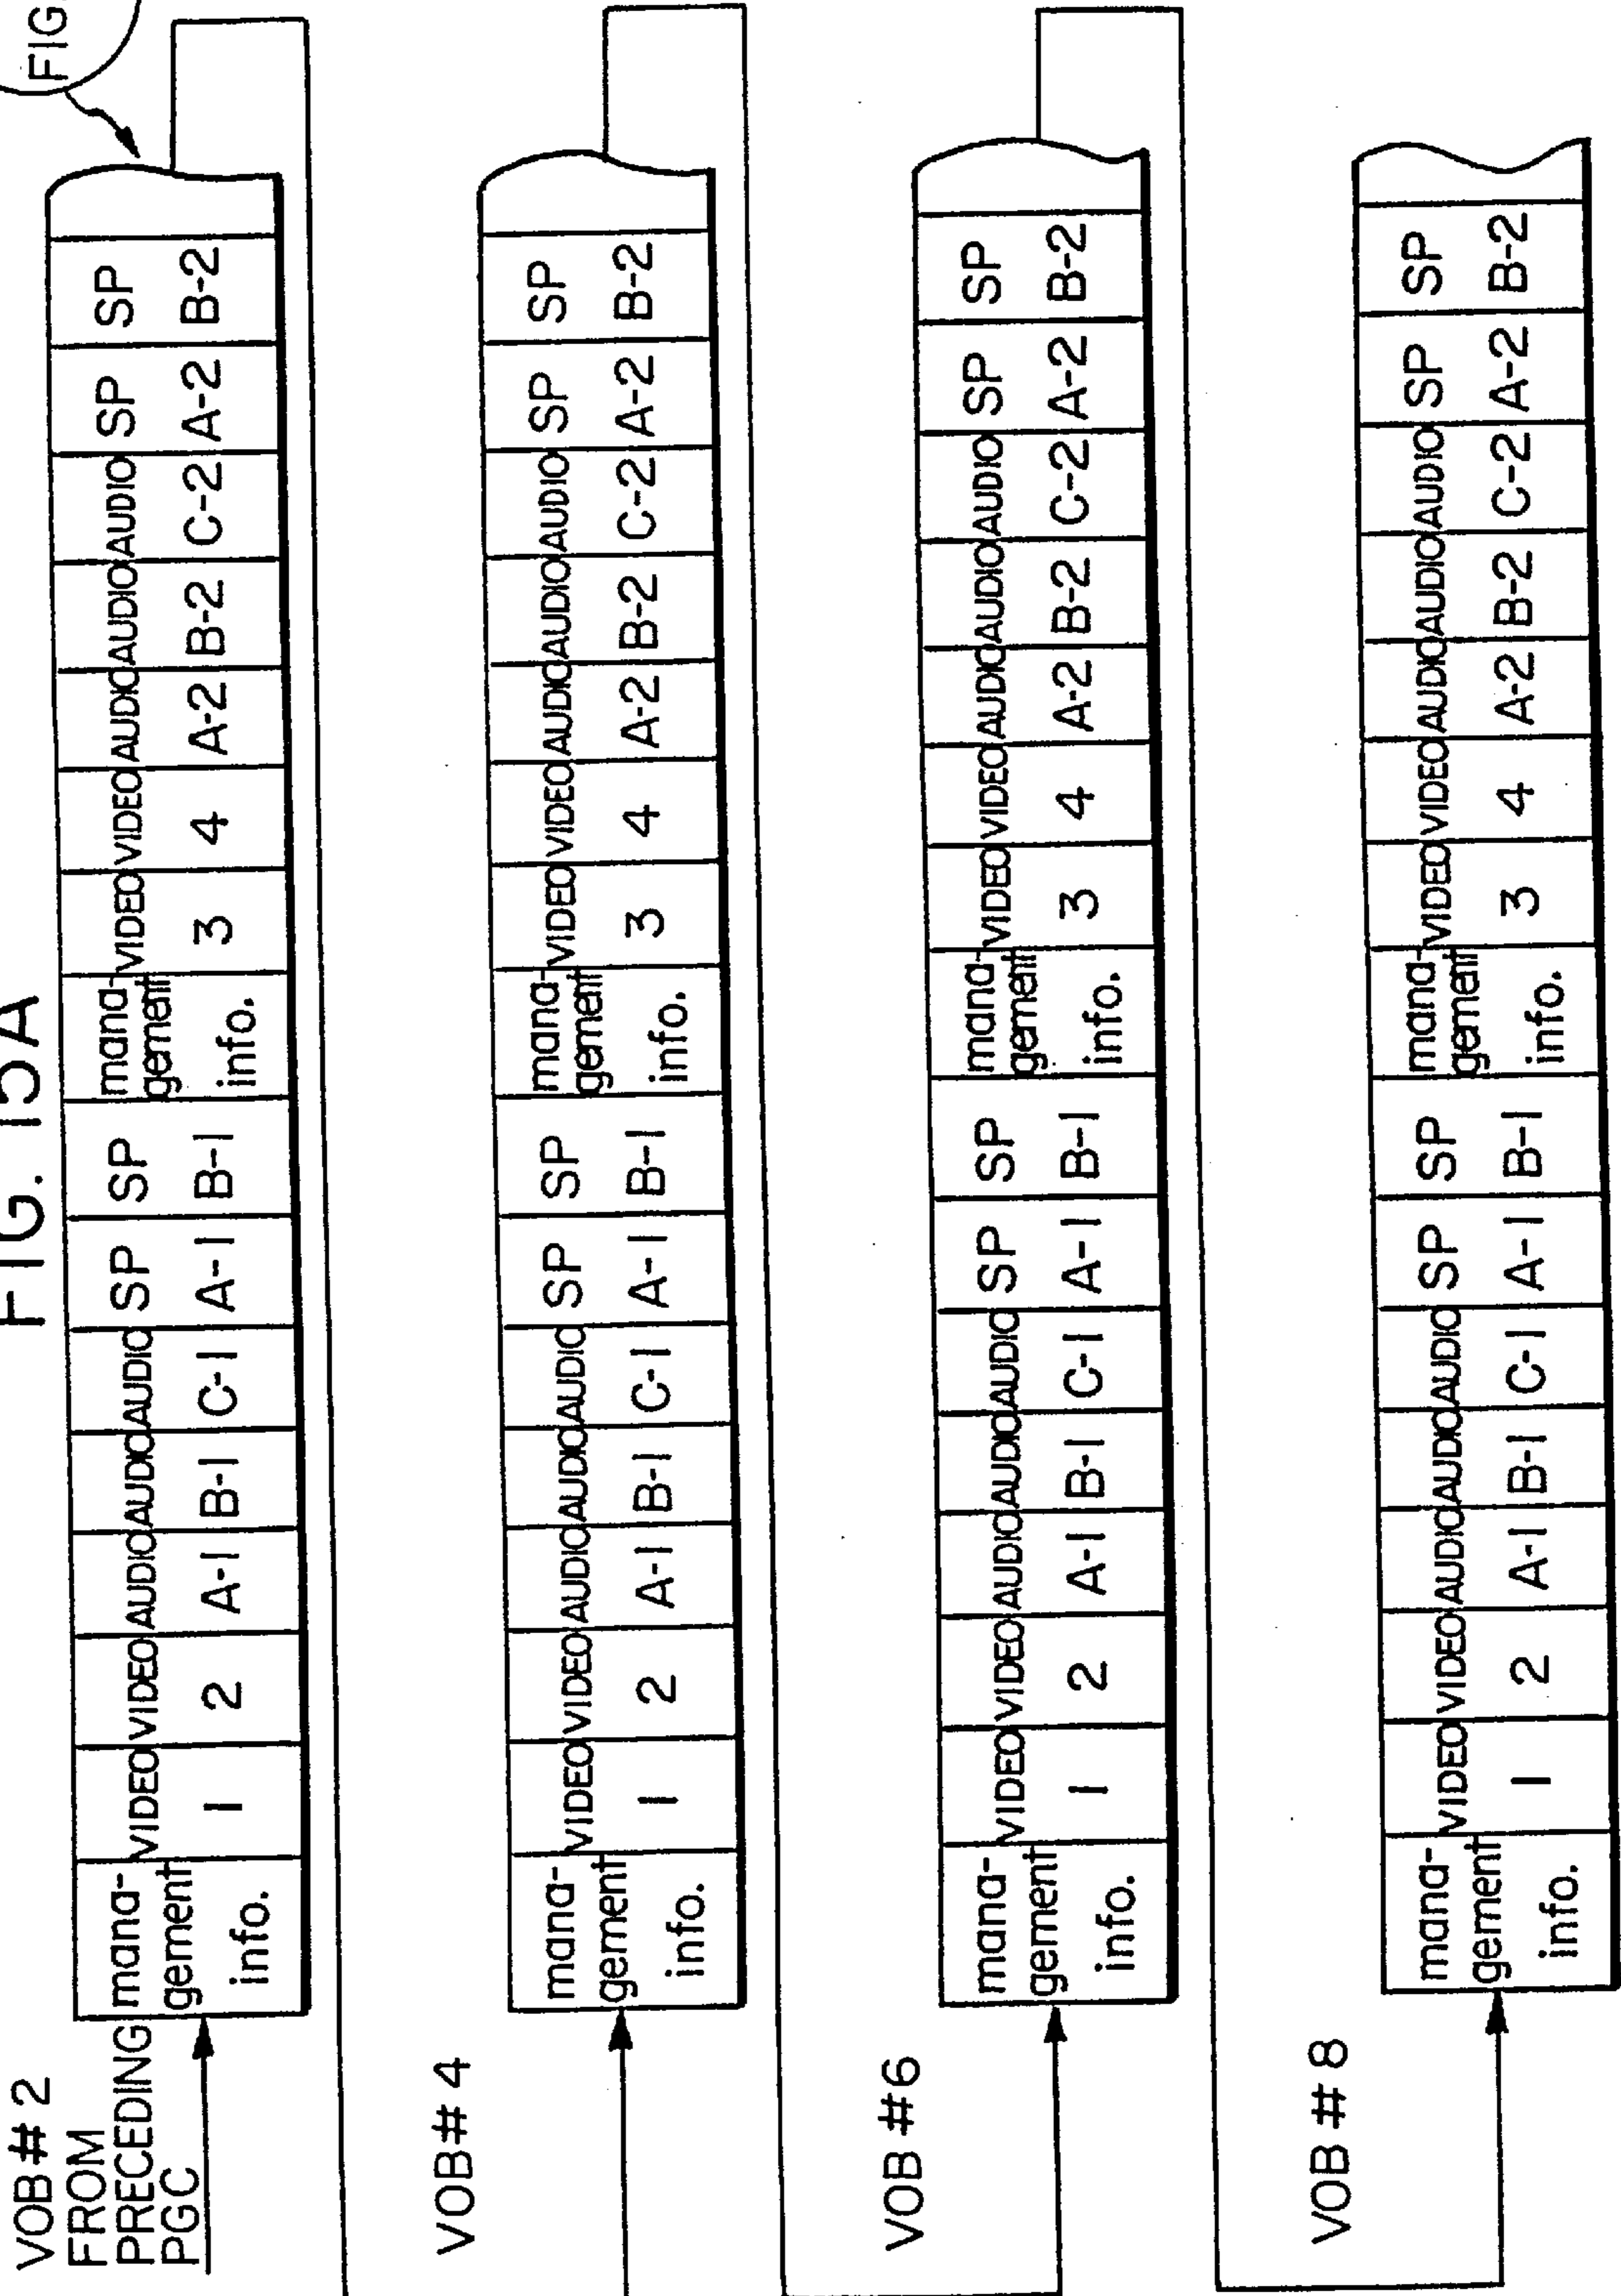 FIG. 15A
FIG
VOB#2
FROM
PRECEDING
PGC
mana-
gement
info.
VIDEO
1
VIDEO
2
AUDIO
A-1
AUDIO
B-1
AUDIO
C-1
SP
A-1
SP
B-1
mana-
gement
info.
VIDEO
3
VIDEO
4
AUDIO
A-2
AUDIO
B-2
AUDIO
C-2
SP
A-2
SP
B-2
VOB#4
mana-
gement
info.
VIDEO
1
VIDEO
2
AUDIO
A-1
AUDIO
B-1
AUDIO
C-1
SP
A-1
SP
B-1
mana-
gement
info.
VIDEO
3
VIDEO
4
AUDIO
A-2
AUDIO
B-2
AUDIO
C-2
SP
A-2
SP
B-2
VOB #6
mana-
gement
info.
VIDEO
1
VIDEO
2
AUDIO
A-1
AUDIO
B-1
AUDIO
C-1
SP
A-1
SP
B-1
mana-
gement
info.
VIDEO
3
VIDEO
4
AUDIO
A-2
AUDIO
B-2
AUDIO
C-2
SP
A-2
SP
B-2
VOB #8
mana-
gement
info.
VIDEO
1
VIDEO
2
AUDIO
A-1
AUDIO
B-1
AUDIO
C-1
SP
A-1
SP
B-1
mana-
gement
info.
VIDEO
3
VIDEO
4
AUDIO
A-2
AUDIO
B-2
AUDIO
C-2
SP
A-2
SP
B-2